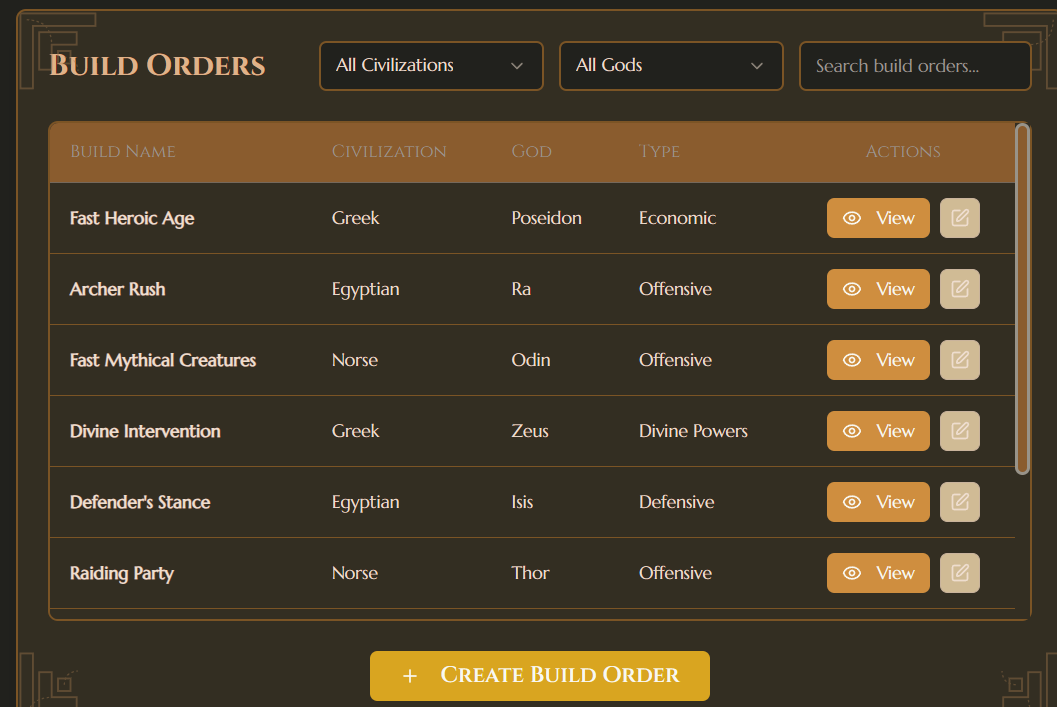 Build Orders All Civilizations All Gods Search build orders...
Build Name Civilization God Type Actions
Fast Heroic Age Greek Poseidon Economic View
Archer Rush Egyptian Ra Offensive View
Fast Mythical Creatures Norse Odin Offensive View
Divine Intervention Greek Zeus Divine Powers View
Defender's Stance Egyptian Isis Defensive View
Raiding Party Norse Thor Offensive View
+ Create Build Order